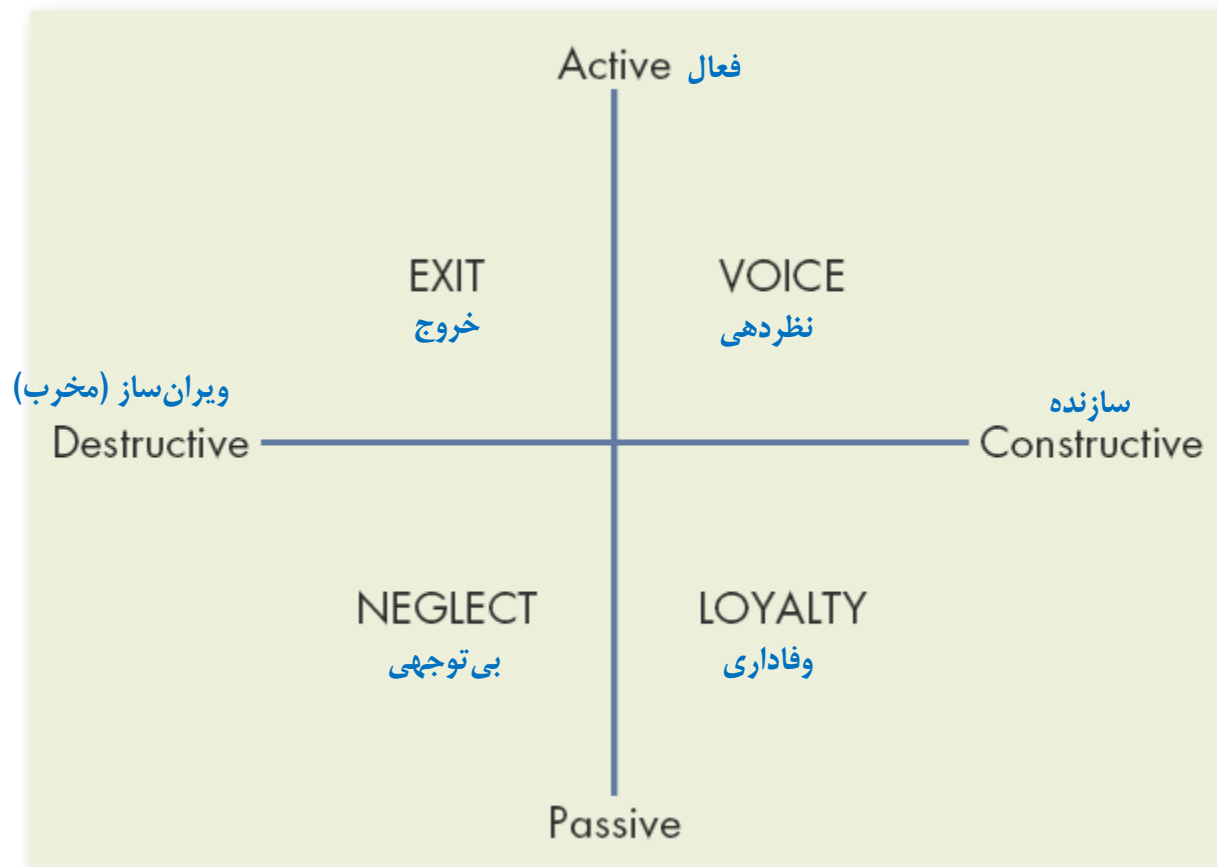 Active فعال
EXIT
خروج
VOICE
نظردهی
ویران‌ساز (مخرب)
Destructive
سازنده
Constructive
NEGLECT
بی‌توجهی
LOYALTY
وفاداری
Passive